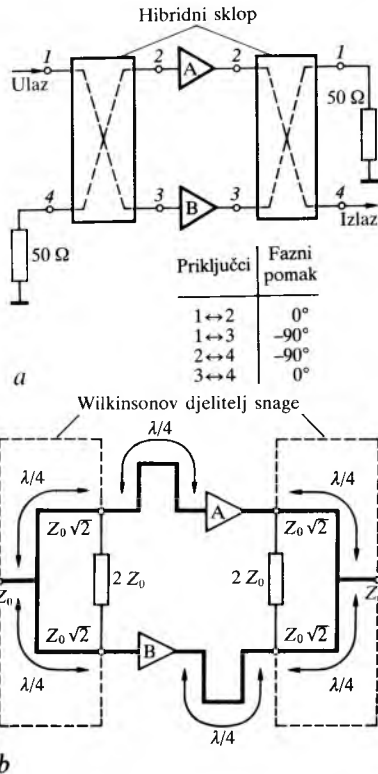 Hibridni sklop
1 2 A 2 1
Ulaz
50 Ω
4 3 B 3 4
Izlaz
50 Ω
Priključci Fazni pomak
1↔2 0°
1↔3 –90°
2↔4 –90°
3↔4 0°
a
Wilkinsonov djelitelj snage
λ/4
λ/4 λ/4
A
Z₀ √2 Z₀ √2
2 Z₀ 2 Z₀
Z₀ √2 B Z₀ √2
λ/4 λ/4
λ/4
b